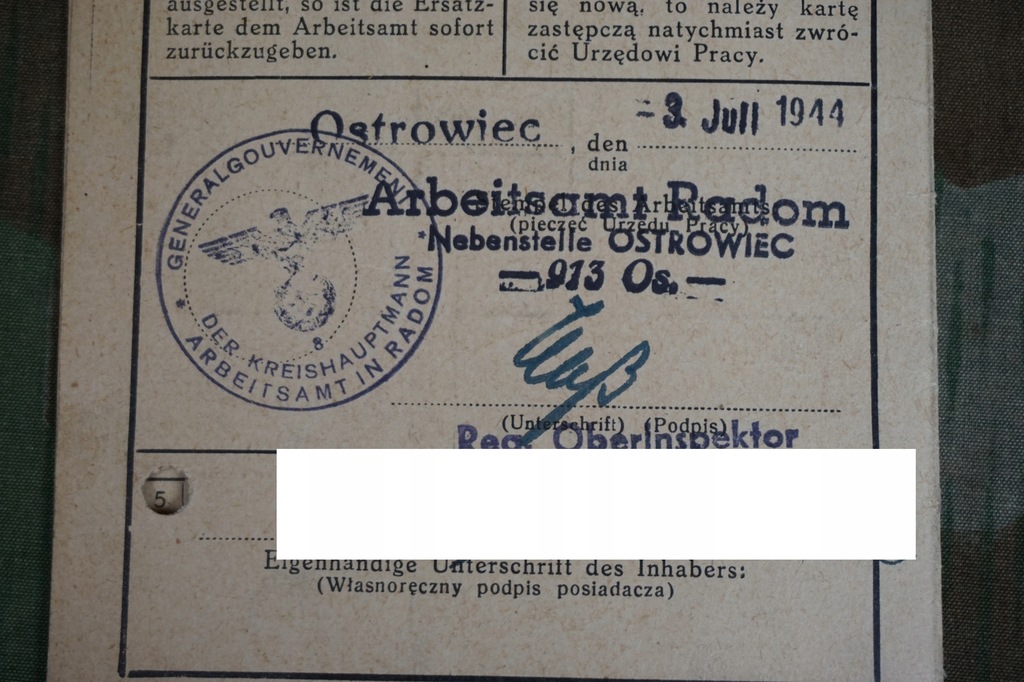 ausgestellt, so ist die Ersatz-
karte dem Arbeitsamt sofort
zurückzugeben.
się nową, to należy kartę
zastępczą natychmiast zwró-
cić Urzędowi Pracy.
Ostrowiec, den - 3. Juli 1944
dnia
GENERALGOUVERNEMENT
DER KREISHAUPTMANN
ARBEITSAMT IN RADOM
8
Arbeitsamt Radom
Stempel des Arbeitsamts
(pieczęć Urzędu Pracy)
Nebenstelle OSTROWIEC
— 913 Os. —
(Unterschrift) (Podpis)
Reg. Oberinspektor
5
Eigenhändige Unterschrift des Inhabers:
(Własnoręczny podpis posiadacza)